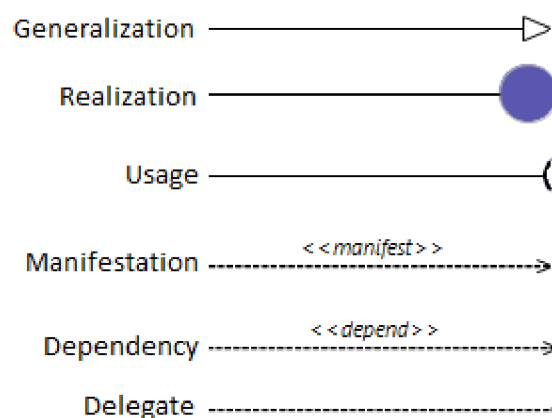 Generalization
Realization
Usage
<<manifest>>
Manifestation
<<depend>>
Dependency
Delegate